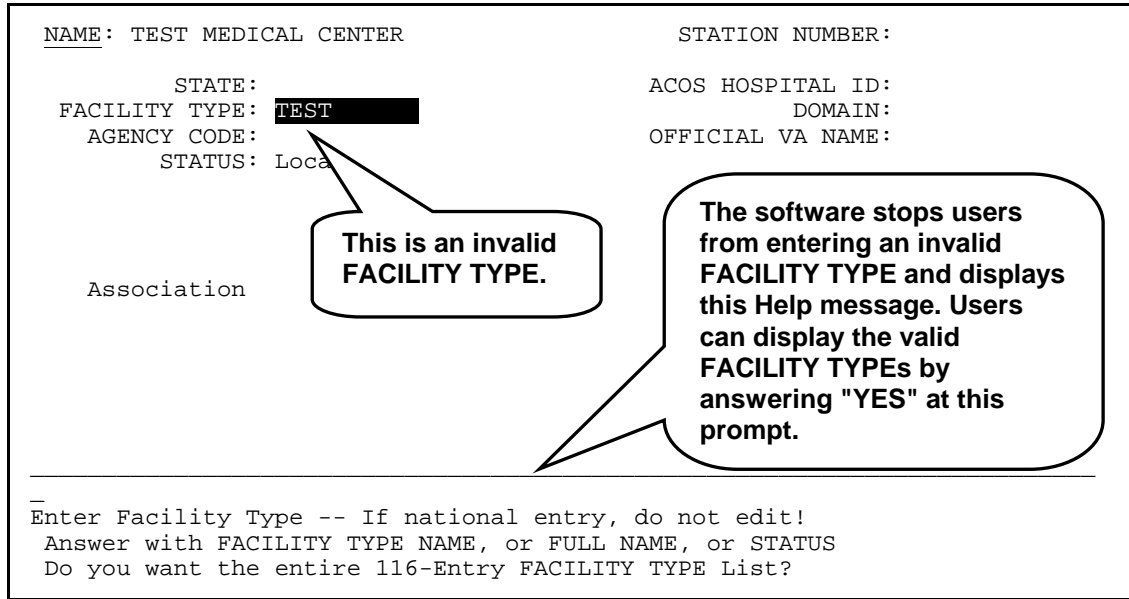 NAME: TEST MEDICAL CENTER STATION NUMBER:
STATE: ACOS HOSPITAL ID:
FACILITY TYPE: TEST DOMAIN:
AGENCY CODE: OFFICIAL VA NAME:
STATUS: Loca
This is an invalid
FACILITY TYPE.
The software stops users
from entering an invalid
FACILITY TYPE and displays
this Help message. Users
can display the valid
FACILITY TYPEs by
answering "YES" at this
prompt.
Association
Enter Facility Type -- If national entry, do not edit!
Answer with FACILITY TYPE NAME, or FULL NAME, or STATUS
Do you want the entire 116-Entry FACILITY TYPE List?